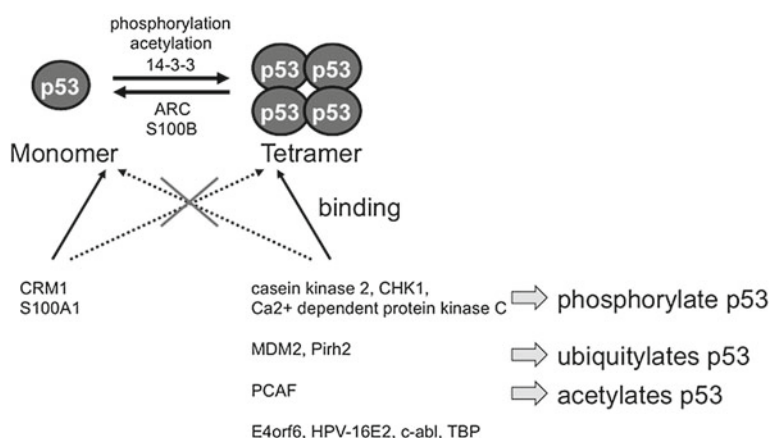 phosphorylation
acetylation
14-3-3
p53
p53 p53
p53 p53
ARC
S100B
Monomer
Tetramer
binding
CRM1
S100A1
casein kinase 2, CHK1,
Ca2+ dependent protein kinase C
phosphorylate p53
MDM2, Pirh2
ubiquitylates p53
PCAF
acetylates p53
E4orf6, HPV-16E2, c-abl, TBP